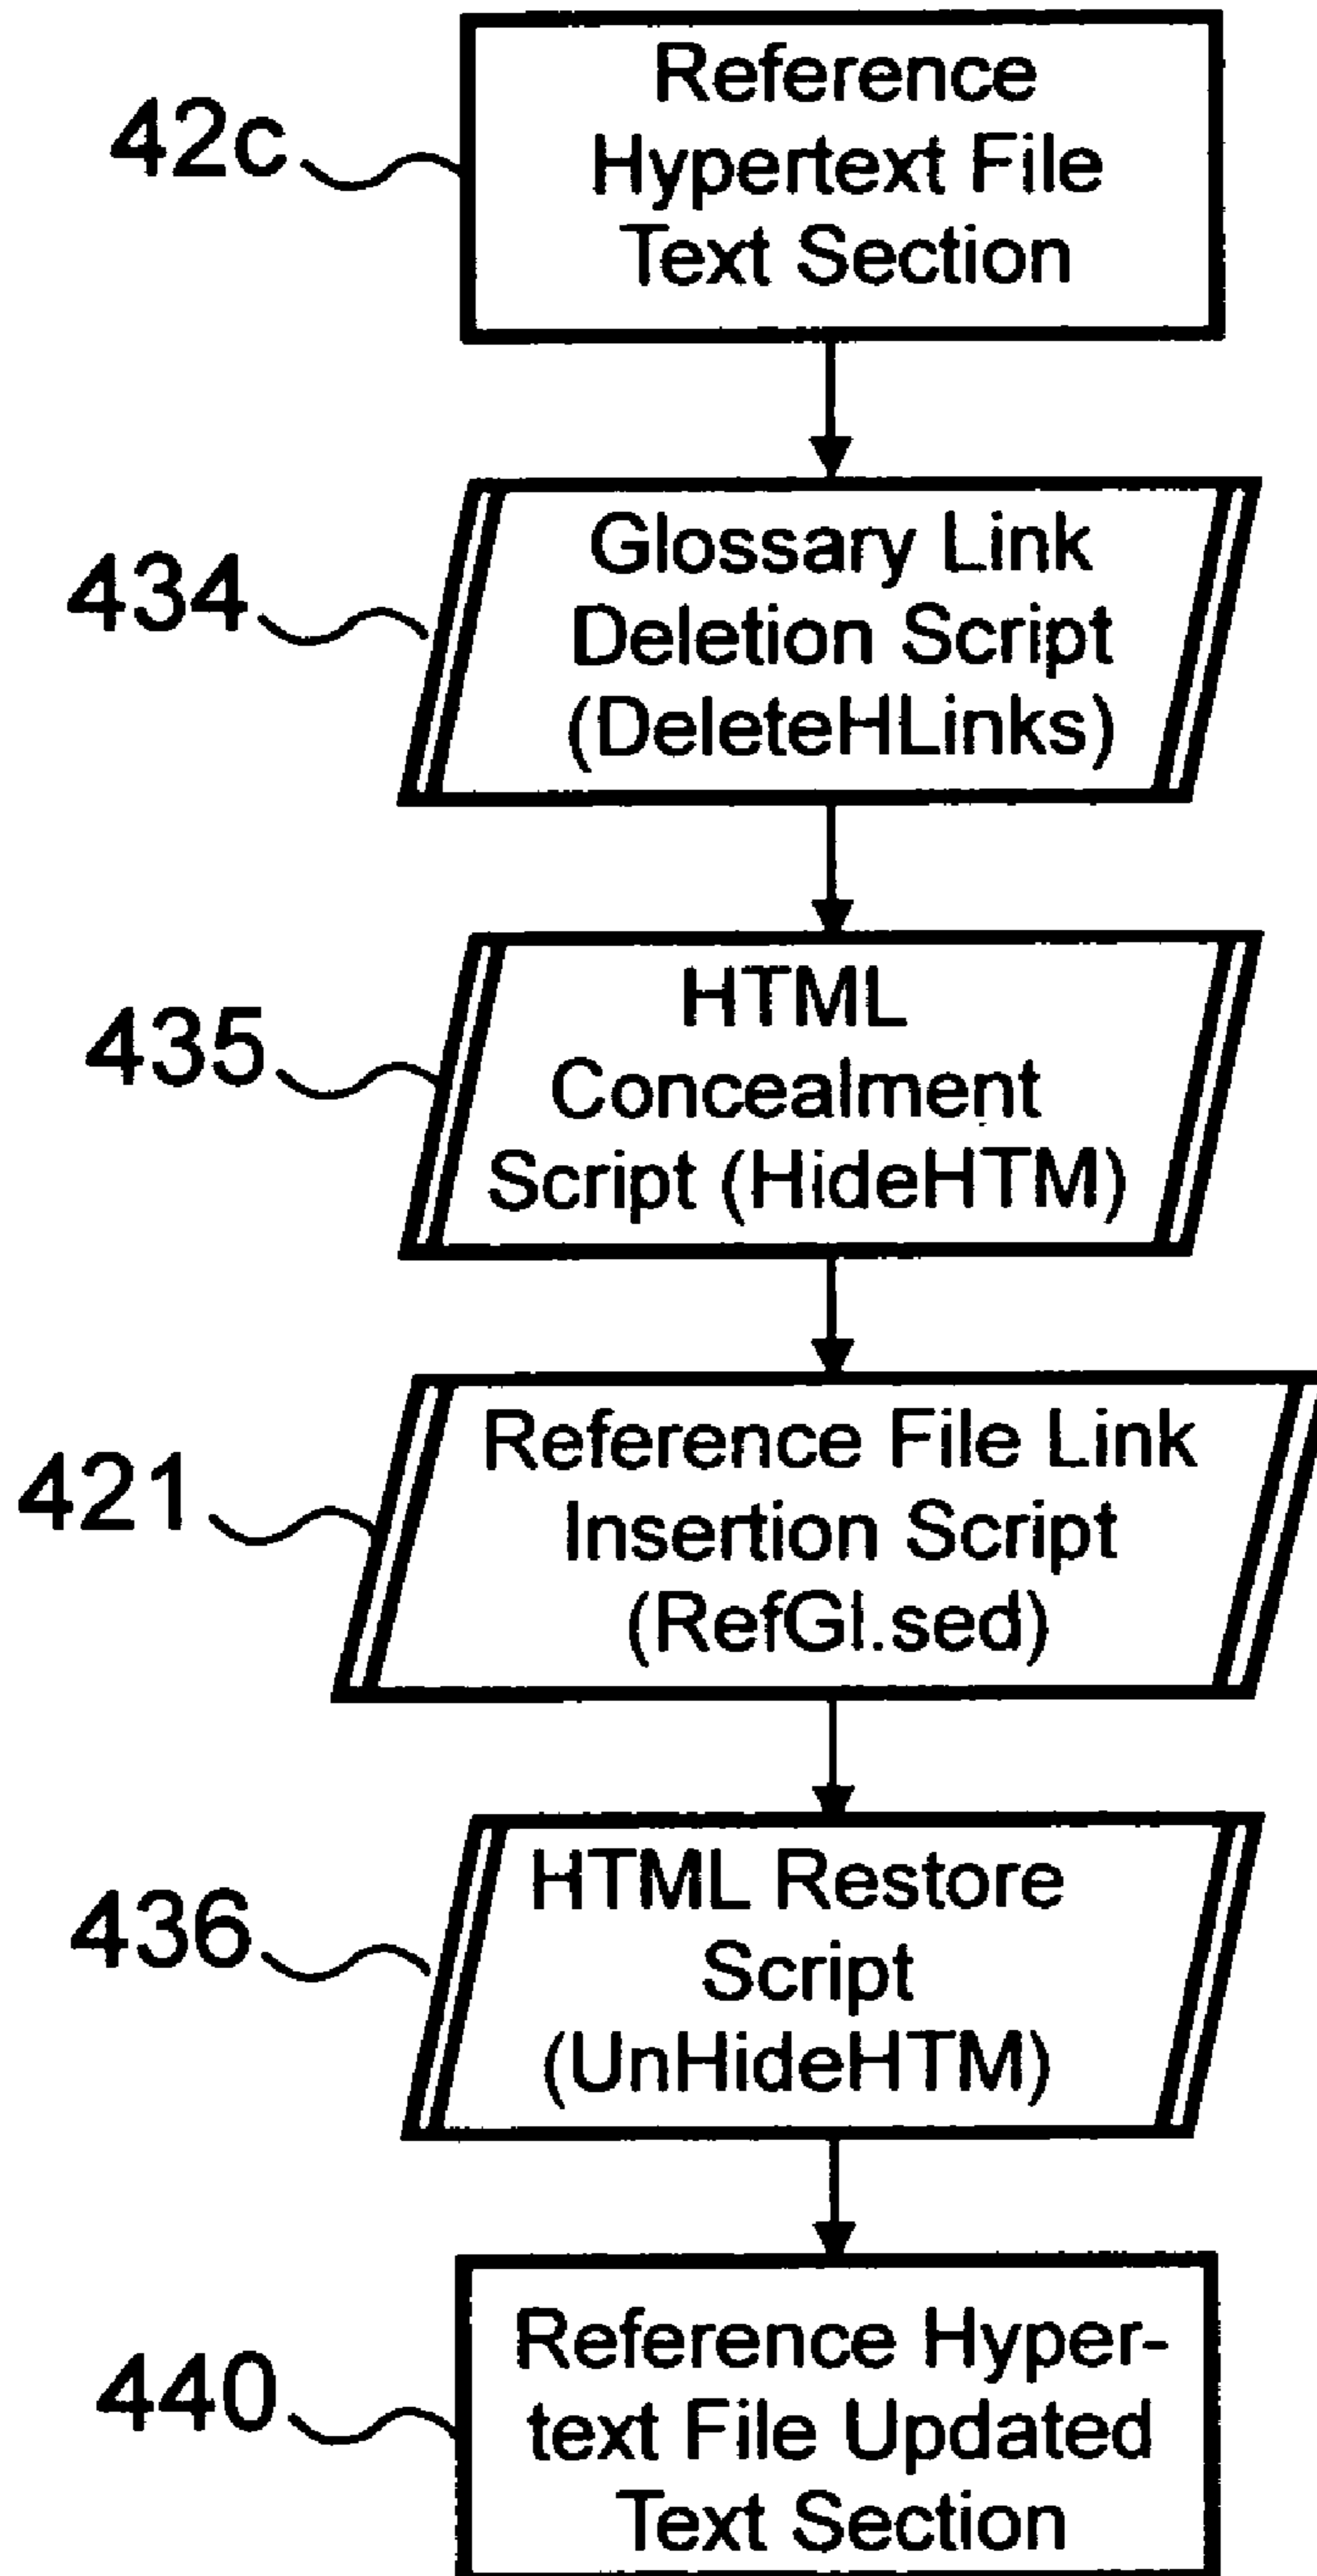 42c
Reference
Hypertext File
Text Section
434
Glossary Link
Deletion Script
(DeleteHLinks)
435
HTML
Concealment
Script (HideHTM)
421
Reference File Link
Insertion Script
(RefGl.sed)
436
HTML Restore
Script
(UnHideHTM)
440
Reference Hyper-
text File Updated
Text Section